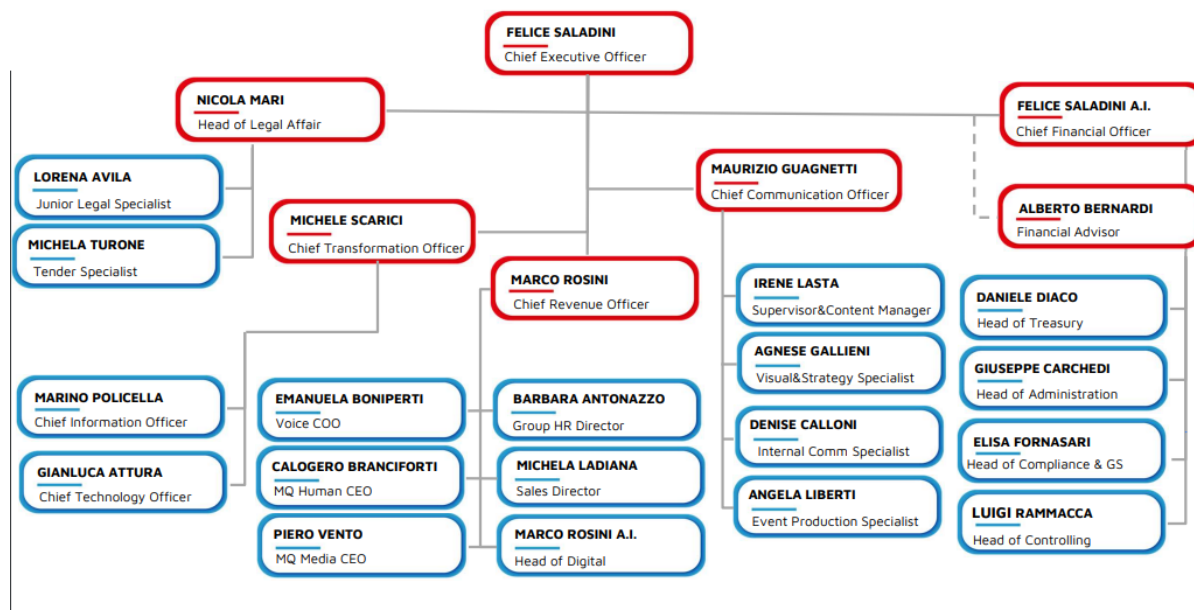 FELICE SALADINI
Chief Executive Officer
NICOLA MARI
Head of Legal Affair
FELICE SALADINI A.I.
Chief Financial Officer
LORENA AVILA
Junior Legal Specialist
MAURIZIO GUAGNETTI
Chief Communication Officer
MICHELE SCARICI
Chief Transformation Officer
ALBERTO BERNARDI
Financial Advisor
MICHELA TURONE
Tender Specialist
MARCO ROSINI
Chief Revenue Officer
IRENE LASTA
Supervisor&Content Manager
DANIELE DIACO
Head of Treasury
AGNESE GALLIENI
Visual&Strategy Specialist
GIUSEPPE CARCHEDI
Head of Administration
MARINO POLICELLA
Chief Information Officer
EMANUELA BONIPERTI
Voice COO
BARBARA ANTONAZZO
Group HR Director
DENISE CALLONI
Internal Comm Specialist
ELISA FORNASARI
Head of Compliance & GS
GIANLUCA ATTURA
Chief Technology Officer
CALOGERO BRANCIFORTI
MQ Human CEO
MICHELA LADIANA
Sales Director
ANGELA LIBERTI
Event Production Specialist
LUIGI RAMMACCA
Head of Controlling
PIERO VENTO
MQ Media CEO
MARCO ROSINI A.I.
Head of Digital